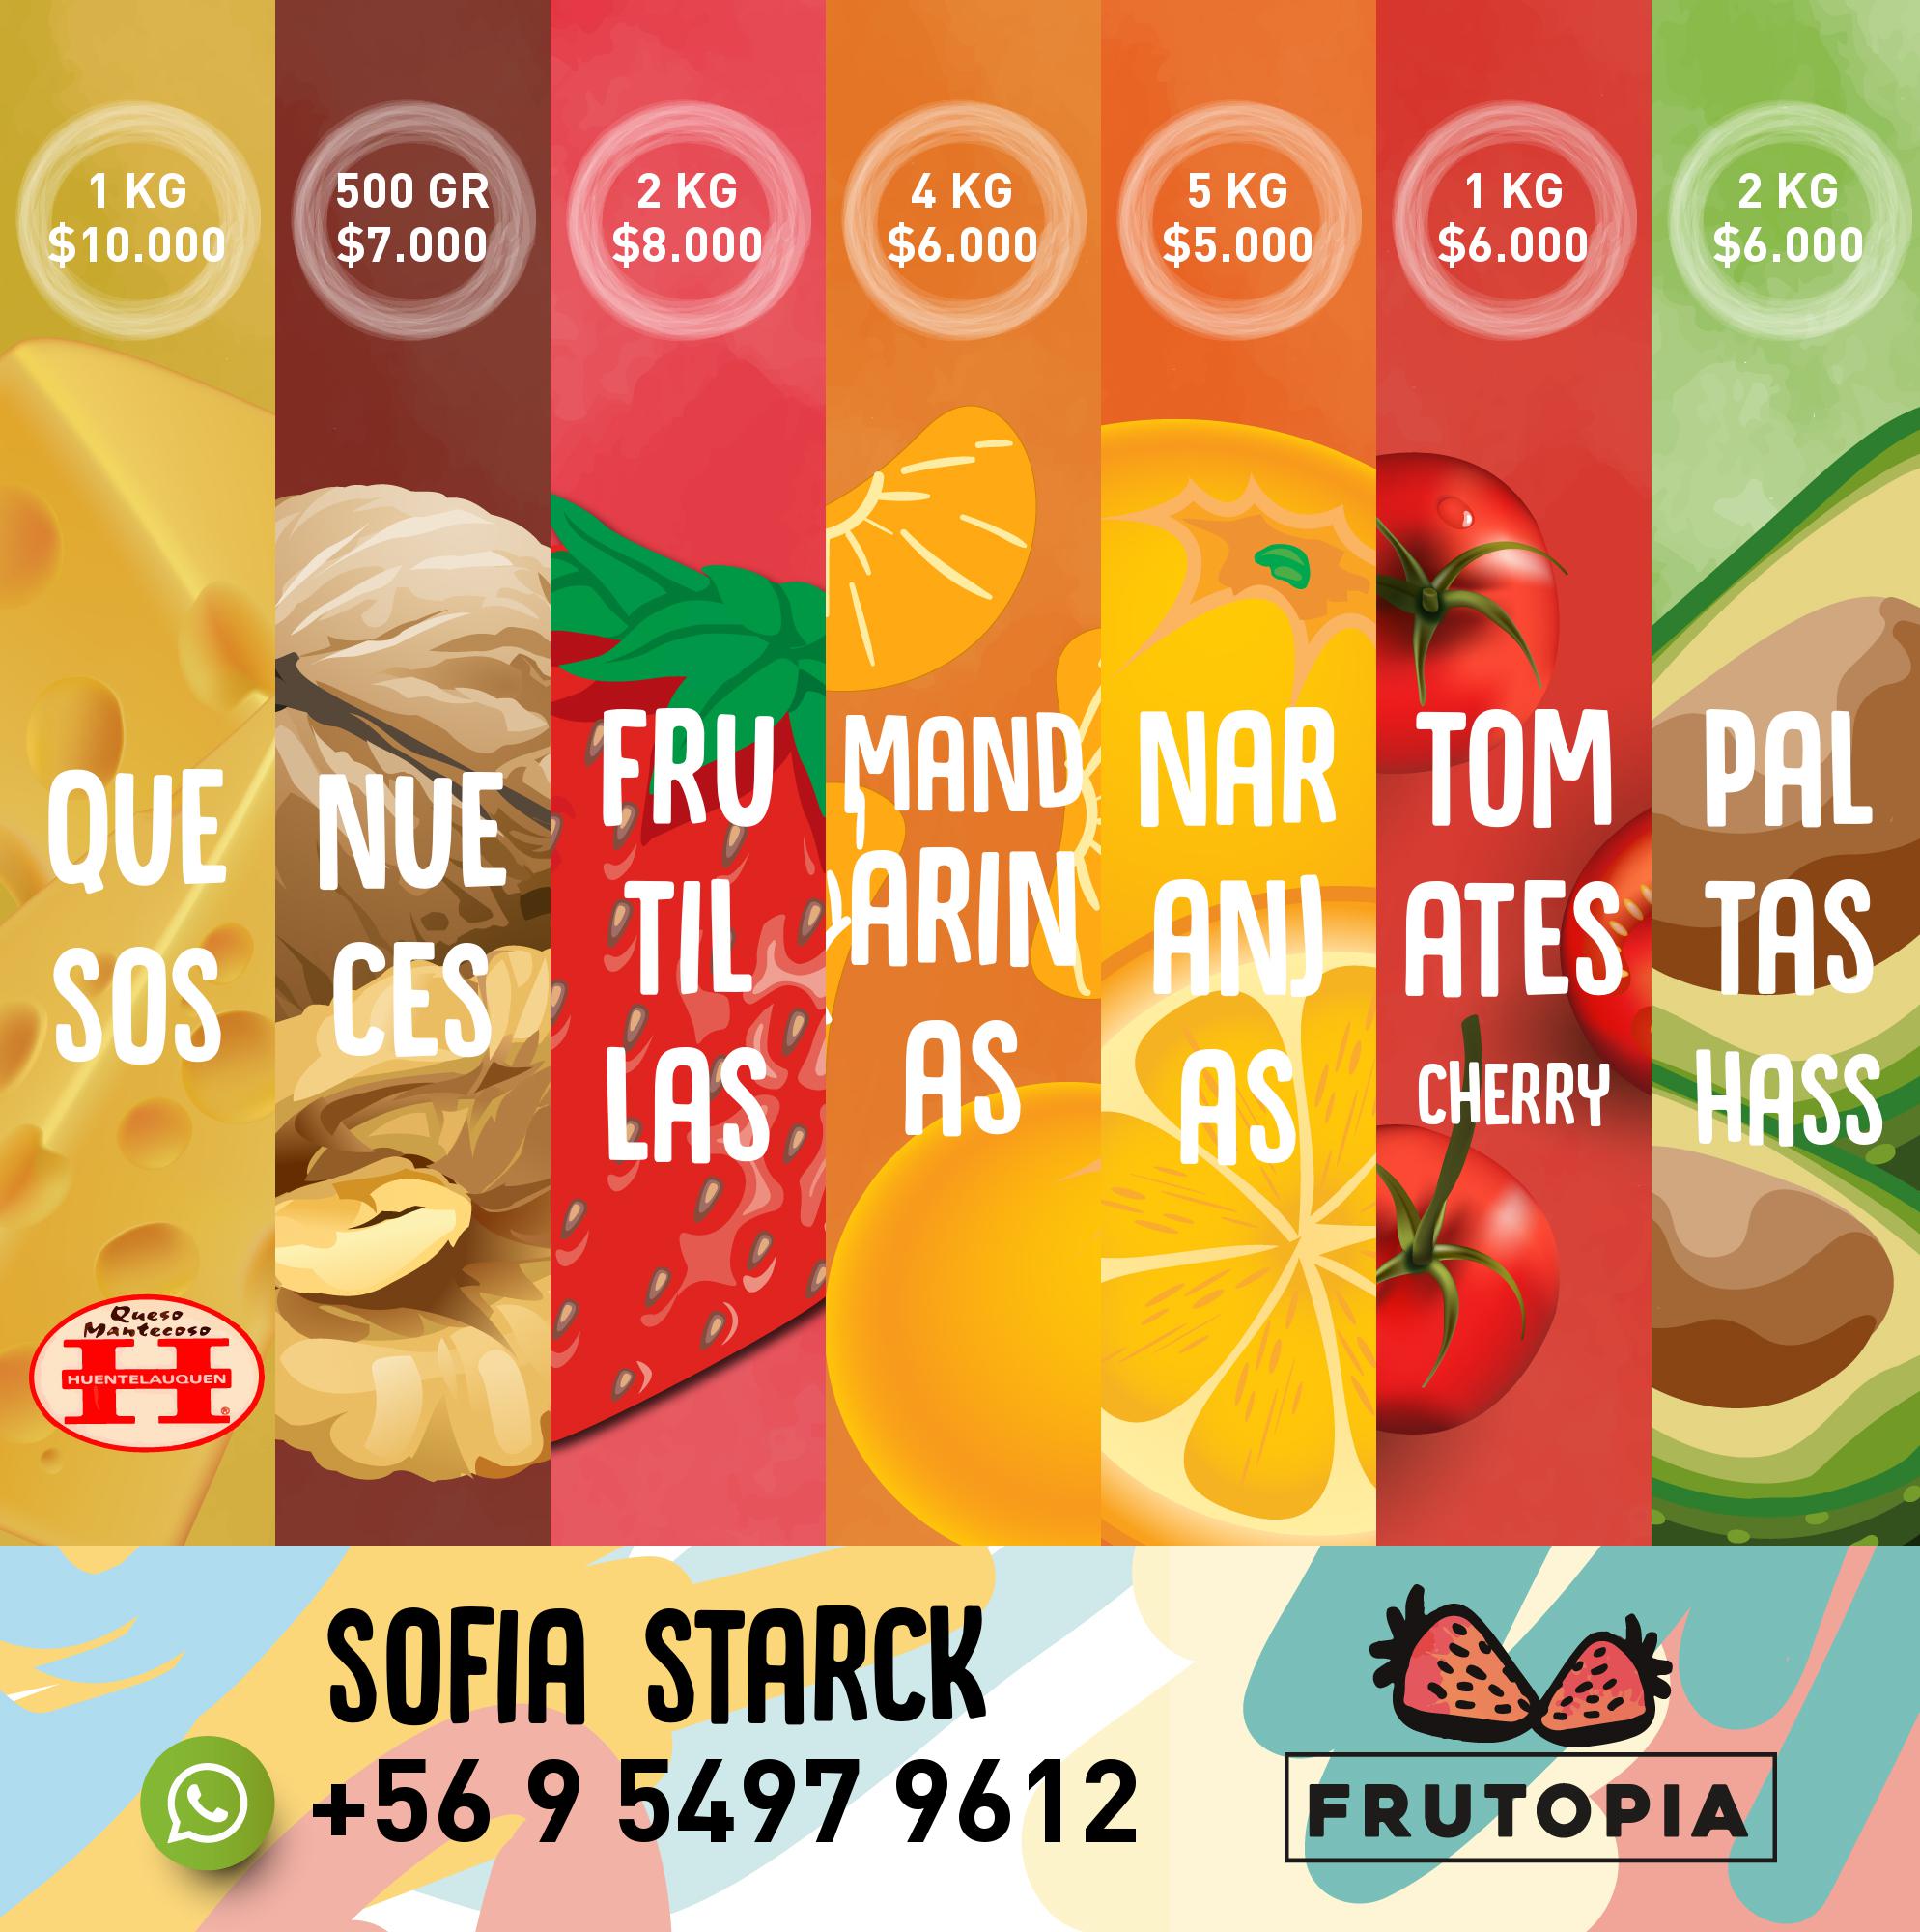 1 KG
$10.000
QUE
SOS
Queso
Mantecoso
HUENTELAUQUEN
H
®
500 GR
$7.000
NUE
CES
2 KG
$8.000
FRU
TIL
LAS
4 KG
$6.000
MAND
ARIN
AS
5 KG
$5.000
NAR
ANJ
AS
1 KG
$6.000
TOM
ATES
CHERRY
2 KG
$6.000
PAL
TAS
HASS
SOFIA STARCK
+56 9 5497 9612
FRUTOPIA